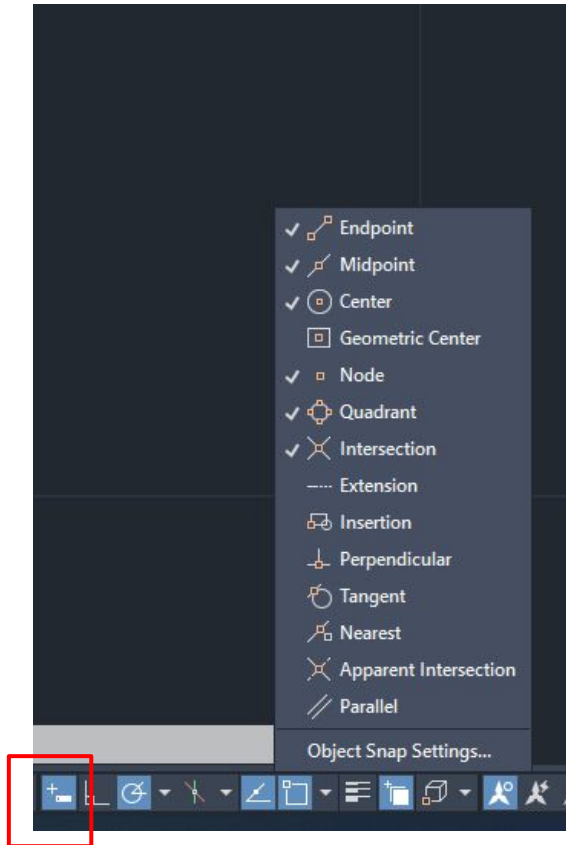 Endpoint
Midpoint
Center
Geometric Center
Node
Quadrant
Intersection
Extension
Insertion
Perpendicular
Tangent
Nearest
Apparent Intersection
Parallel
Object Snap Settings...